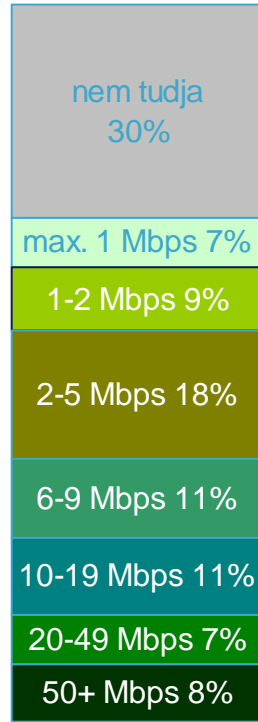 nem tudja
30%
max. 1 Mbps 7%
1-2 Mbps 9%
2-5 Mbps 18%
6-9 Mbps 11%
10-19 Mbps 11%
20-49 Mbps 7%
50+ Mbps 8%